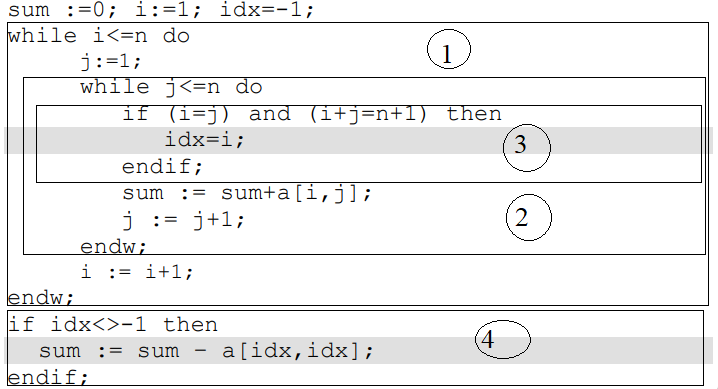 sum :=0; i:=1; idx=-1;
while i<=n do
1
j:=1;
while j<=n do
if (i=j) and (i+j=n+1) then
idx=i;
3
endif;
sum := sum+a[i,j];
j := j+1;
2
endw;
i := i+1;
endw;
if idx<>-1 then
sum := sum - a[idx,idx];
4
endif;